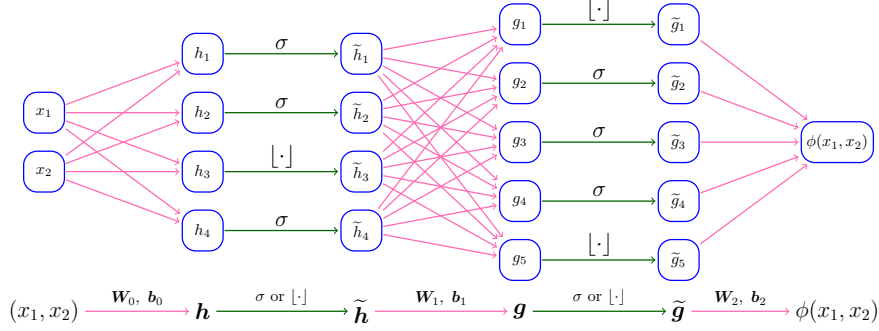 ⌊·⌋
g₁ g̃₁
h₁ σ h̃₁
σ
g₂ g̃₂
x₁ h₂ σ h̃₂
σ
g₃ g̃₃ ϕ(x₁, x₂)
x₂ h₃ ⌊·⌋ h̃₃
σ
g₄ g̃₄
h₄ σ h̃₄
⌊·⌋
g₅ g̃₅
W₀, b₀ σ or ⌊·⌋ W₁, b₁ σ or ⌊·⌋ W₂, b₂
(x₁, x₂) h h̃ g g̃ ϕ(x₁, x₂)